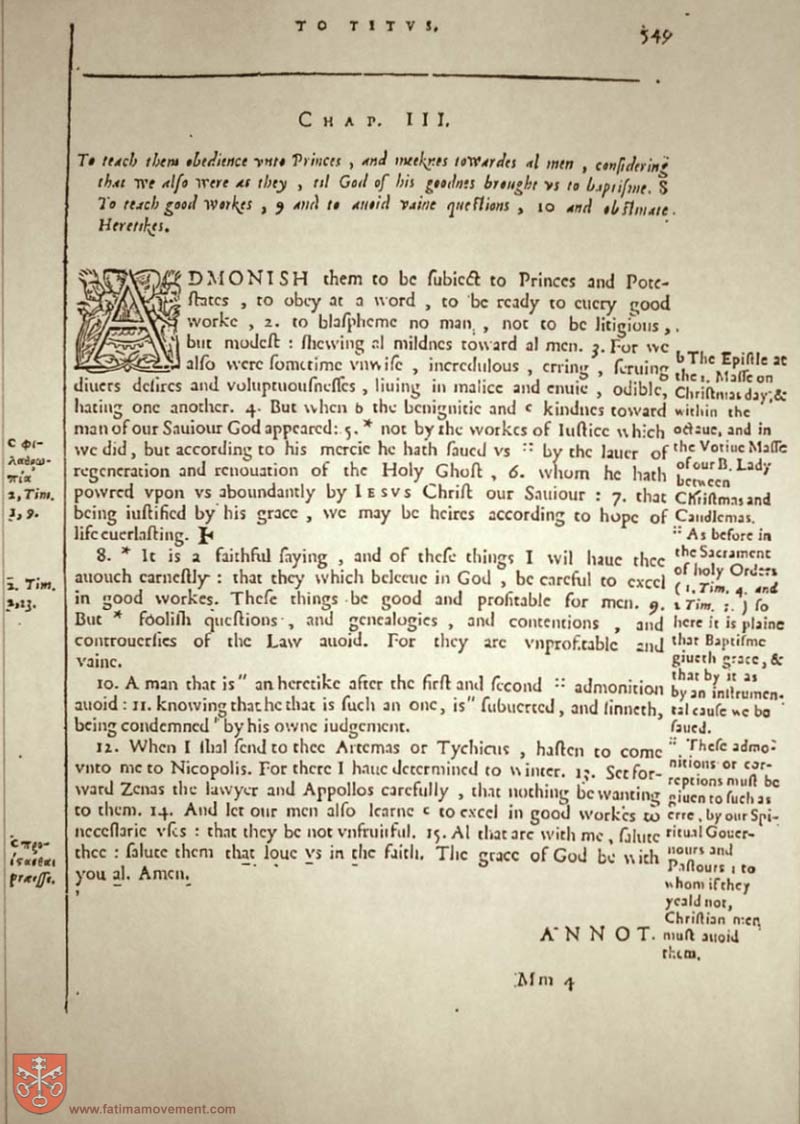 TO TITVS.
549
CHAP. III.
To teach them obedience vnto Princes , and meeknes towardes al men , conſidering
that we alſo were as they , til God of his goodnes brought vs to baptiſme. 8
To teach good workes , 9 and to auoid vaine queſtions , 10 and obſtinate
Heretikes.
ADMONISH them to be ſubiect to Princes and Pote-
ſtates , to obey at a word , to be ready to euery good
worke , 2. to blaſpheme no man , not to be litigious ,
but modeſt : ſhewing al mildnes toward al men. 3. For we
alſo were ſometime vnwiſe , incredulous , erring , ſeruing
diuers deſires and voluptuouſneſſes , liuing in malice and enuie , odible,
hating one another. 4. But when b the benignitie and c kindnes toward
man of our Sauiour God appeared: 5. * not by the workes of Iuſtice which
we did, but according to his mercie he hath ſaued vs :: by the lauer of
regeneration and renouation of the Holy Ghoſt , 6. whom he hath
powred vpon vs aboundantly by IESVS Chriſt our Sauiour : 7. that
being iuſtified by his grace , we may be heires according to hope of
life euerlaſting.
8. * It is a faithful ſaying , and of theſe things I wil haue thee
auouch earneſtly : that they which beleeue in God , be careful to excel
in good workes. Theſe things be good and profitable for men. 9.
But * fooliſh queſtions , and genealogies , and contentions , and
controuerſies of the Law auoid. For they are vnprofitable and
vaine.
10. A man that is " an heretike after the firſt and ſecond :: admonition
auoid : 11. knowing that he that is ſuch an one, is " ſubuerted, and ſinneth,
being condemned " by his owne iudgement.
12. When I ſhal ſend to thee Artemas or Tychicus , haſten to come
vnto me to Nicopolis. For there I haue determined to winter. 13. Set for-
ward Zenas the lawyer and Appollos carefully , that nothing be wanting
to them. 14. And let our men alſo learne c to excel in good workes to
neceſſarie vſes : that they be not vnfruitful. 15. Al that are with me , ſalute
thee : ſalute them that loue vs in the faith. The grace of God be with
you al. Amen.
c φι-
λανθρω-
πία
2, Tim.
1, 9.
2. Tim.
2,23.
c προ-
ίςαϑαι
præeſſe.
b The Epiſtle at
the 1. Maſſe on
Chriſtmas day, &
within the
octaue, and in
the Votiue Maſſe
of our B. Lady
between
Chriſtmas and
Candlemas.
:: As before in
the Sacrament
of holy Orders
( 1. Tim. 4. and
2 Tim. 1. ) ſo
here it is plaine
that Baptiſme
giueth grace, &
that by it as
by an inſtrumen-
tal cauſe we be
ſaued.
:: Theſe admo-
nitions or cor-
reptions muſt be
giuen to ſuch as
erre , by our Spi-
ritual Gouer-
nours and
Paſtours : to
whom if they
yeald not,
Chriſtian men
muſt auoid
them.
ANNOT.
Mm 4
www.fatimamovement.com